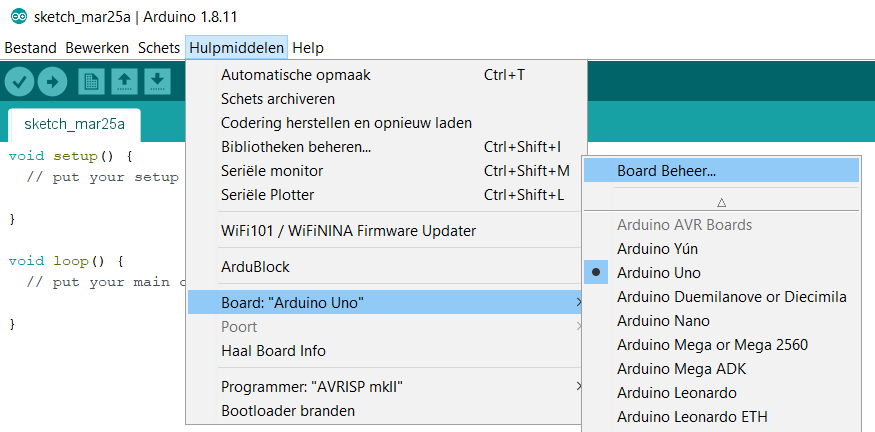 sketch_mar25a | Arduino 1.8.11
Bestand Bewerken Schets Hulpmiddelen Help
sketch_mar25a
void setup() {
// put your setup
}
void loop() {
// put your main c
}
Automatische opmaak Ctrl+T
Schets archiveren
Codering herstellen en opnieuw laden
Bibliotheken beheren... Ctrl+Shift+I
Seriële monitor Ctrl+Shift+M
Seriële Plotter Ctrl+Shift+L
WiFi101 / WiFiNINA Firmware Updater
ArduBlock
Board: "Arduino Uno"
Poort
Haal Board Info
Programmer: "AVRISP mkII"
Bootloader branden
Board Beheer...
Arduino AVR Boards
Arduino Yún
Arduino Uno
Arduino Duemilanove or Diecimila
Arduino Nano
Arduino Mega or Mega 2560
Arduino Mega ADK
Arduino Leonardo
Arduino Leonardo ETH